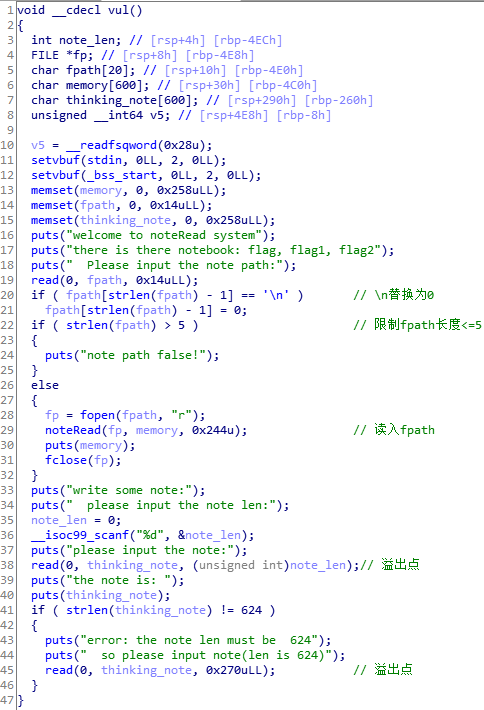 1 void __cdecl vul()
2 {
3 int note_len; // [rsp+4h] [rbp-4ECh]
4 FILE *fp; // [rsp+8h] [rbp-4E8h]
5 char fpath[20]; // [rsp+10h] [rbp-4E0h]
6 char memory[600]; // [rsp+30h] [rbp-4C0h]
7 char thinking_note[600]; // [rsp+290h] [rbp-260h]
8 unsigned __int64 v5; // [rsp+4E8h] [rbp-8h]
9
10 v5 = __readfsqword(0x28u);
11 setvbuf(stdin, 0LL, 2, 0LL);
12 setvbuf(_bss_start, 0LL, 2, 0LL);
13 memset(memory, 0, 0x258uLL);
14 memset(fpath, 0, 0x14uLL);
15 memset(thinking_note, 0, 0x258uLL);
16 puts("welcome to noteRead system");
17 puts("there is there notebook: flag, flag1, flag2");
18 puts("  Please input the note path:");
19 read(0, fpath, 0x14uLL);
20 if ( fpath[strlen(fpath) - 1] == '\n' ) // \n替换为0
21 fpath[strlen(fpath) - 1] = 0;
22 if ( strlen(fpath) > 5 ) // 限制fpath长度<=5
23 {
24 puts("note path false!");
25 }
26 else
27 {
28 fp = fopen(fpath, "r");
29 noteRead(fp, memory, 0x244u); // 读入fpath
30 puts(memory);
31 fclose(fp);
32 }
33 puts("write some note:");
34 puts("  please input the note len:");
35 note_len = 0;
36 __isoc99_scanf("%d", &note_len);
37 puts("please input the note:");
38 read(0, thinking_note, (unsigned int)note_len);// 溢出点
39 puts("the note is: ");
40 puts(thinking_note);
41 if ( strlen(thinking_note) != 624 )
42 {
43 puts("error: the note len must be  624");
44 puts("  so please input note(len is 624)");
45 read(0, thinking_note, 0x270uLL); // 溢出点
46 }
47 }